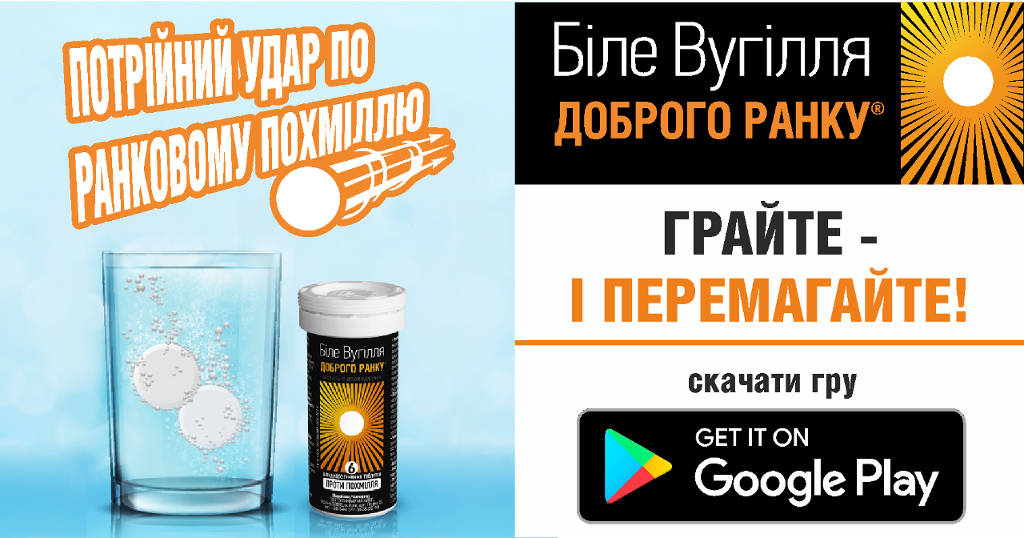 ПОТРІЙНИЙ УДАР ПО
РАНКОВОМУ ПОХМІЛЛЮ
Біле Вугілля
ДОБРОГО РАНКУ
6
ПРОТИ ПОХМІЛЛЯ
Біле Вугілля
ДОБРОГО РАНКУ®
ГРАЙТЕ -
І ПЕРЕМАГАЙТЕ!
скачати гру
GET IT ON
Google Play